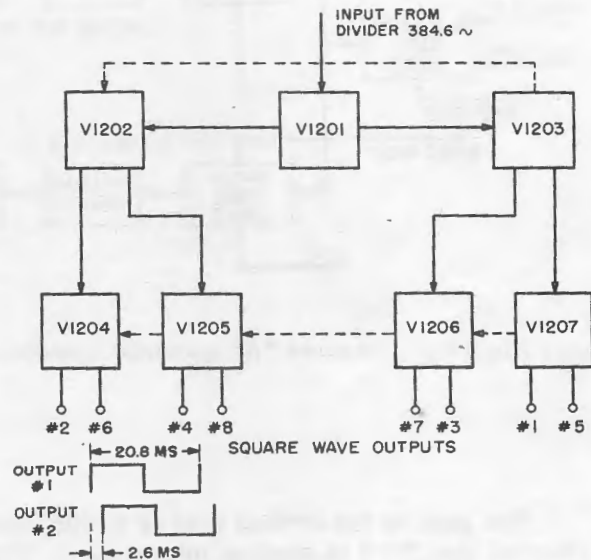 INPUT FROM
DIVIDER 384.6 ~
V1202
V1201
V1203
V1204
V1205
V1206
V1207
#2
#6
#4
#8
#7
#3
#1
#5
SQUARE WAVE OUTPUTS
20.8 MS
OUTPUT
#1
OUTPUT
#2
2.6 MS